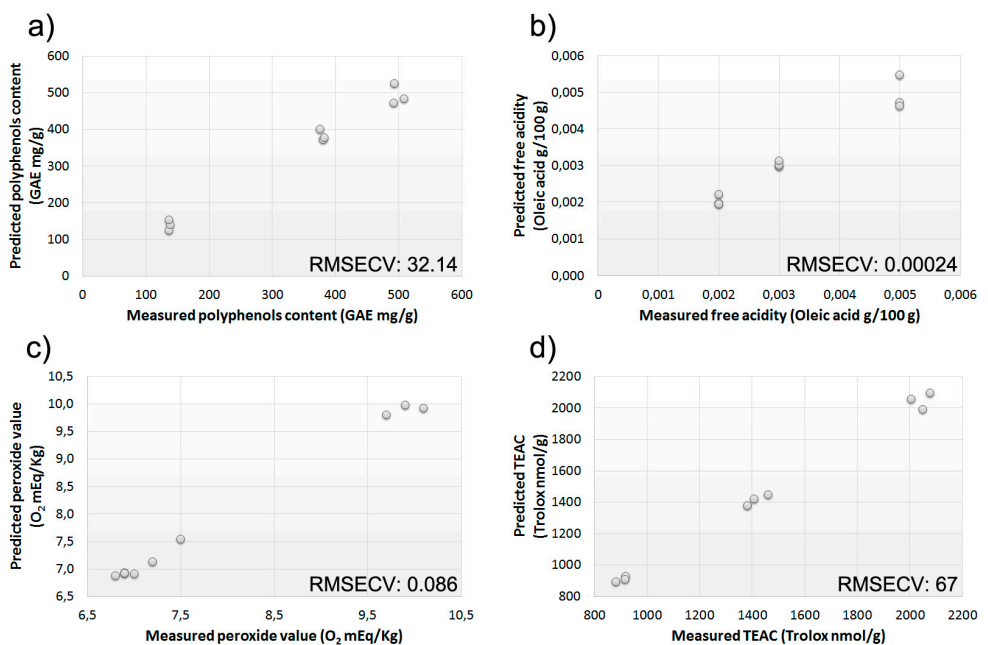 a)
Predicted polyphenols content
(GAE mg/g)
600
500
400
300
200
100
0
RMSECV: 32.14
0 100 200 300 400 500 600
Measured polyphenols content (GAE mg/g)
b)
Predicted free acidity
(Oleic acid g/100 g)
0,006
0,005
0,004
0,003
0,002
0,001
0,000
RMSECV: 0.00024
0 0,001 0,002 0,003 0,004 0,005 0,006
Measured free acidity (Oleic acid g/100 g)
c)
Predicted peroxide value
(O₂ mEq/Kg)
10,5
10,0
9,5
9,0
8,5
8,0
7,5
7,0
6,5
RMSECV: 0.086
6,5 7,5 8,5 9,5 10,5
Measured peroxide value (O₂ mEq/Kg)
d)
Predicted TEAC
(Trolox nmol/g)
2200
2000
1800
1600
1400
1200
1000
800
RMSECV: 67
800 1000 1200 1400 1600 1800 2000 2200
Measured TEAC (Trolox nmol/g)